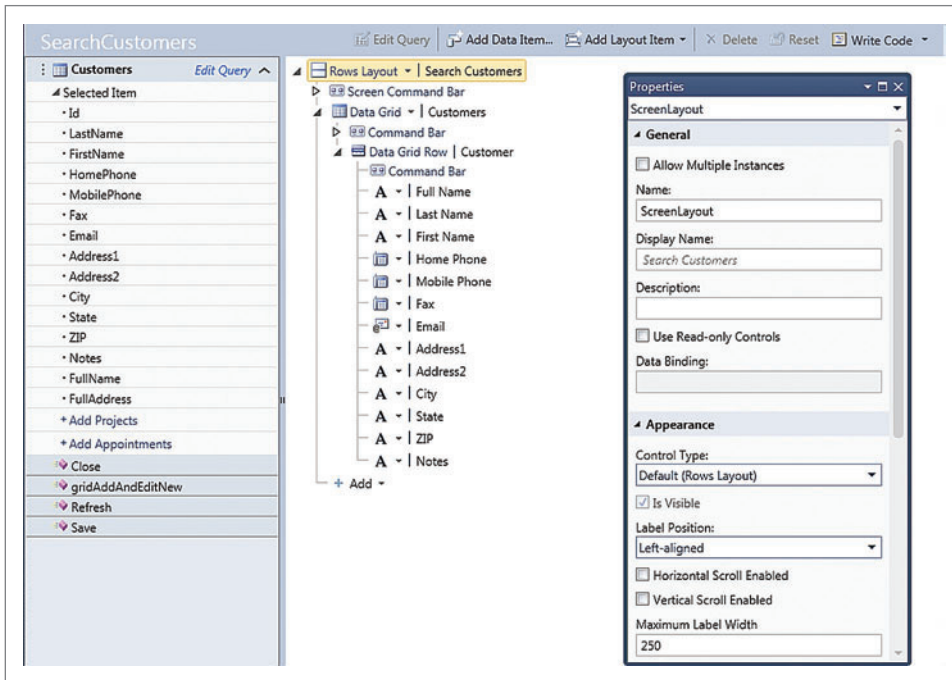 SearchCustomers
Edit Query
Add Data Item...
Add Layout Item
Delete
Reset
Write Code
Customers
Edit Query
Selected Item
Id
LastName
FirstName
HomePhone
MobilePhone
Fax
Email
Address1
Address2
City
State
ZIP
Notes
FullName
FullAddress
+ Add Projects
+ Add Appointments
Close
gridAddAndEditNew
Refresh
Save
Rows Layout | Search Customers
Screen Command Bar
Data Grid | Customers
Command Bar
Data Grid Row | Customer
Command Bar
A | Full Name
A | Last Name
A | First Name
| Home Phone
| Mobile Phone
| Fax
| Email
A | Address1
A | Address2
A | City
A | State
A | ZIP
A | Notes
+ Add
Properties
ScreenLayout
General
Allow Multiple Instances
Name:
ScreenLayout
Display Name:
Search Customers
Description:
Use Read-only Controls
Data Binding:
Appearance
Control Type:
Default (Rows Layout)
Is Visible
Label Position:
Left-aligned
Horizontal Scroll Enabled
Vertical Scroll Enabled
Maximum Label Width
250